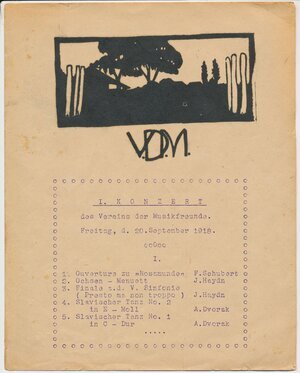 V.D.M.
I. KONZERT
des Vereins der Musikfreunde.
Freitag, d. 20.September 1918.
ooOoo
I.
1. Ouverture zu "Rosamunde" F.Schubert
2. Ochsen - Menuett J.Haydn
3. Finale a.d. V. Sinfonie
( Presto ma non troppo ) J.Haydn
4. Slavischer Tanz No. 2
in E - Moll A.Dvorak
5. Slavischer Tanz No. 1
in C - Dur A.Dvorak
.....